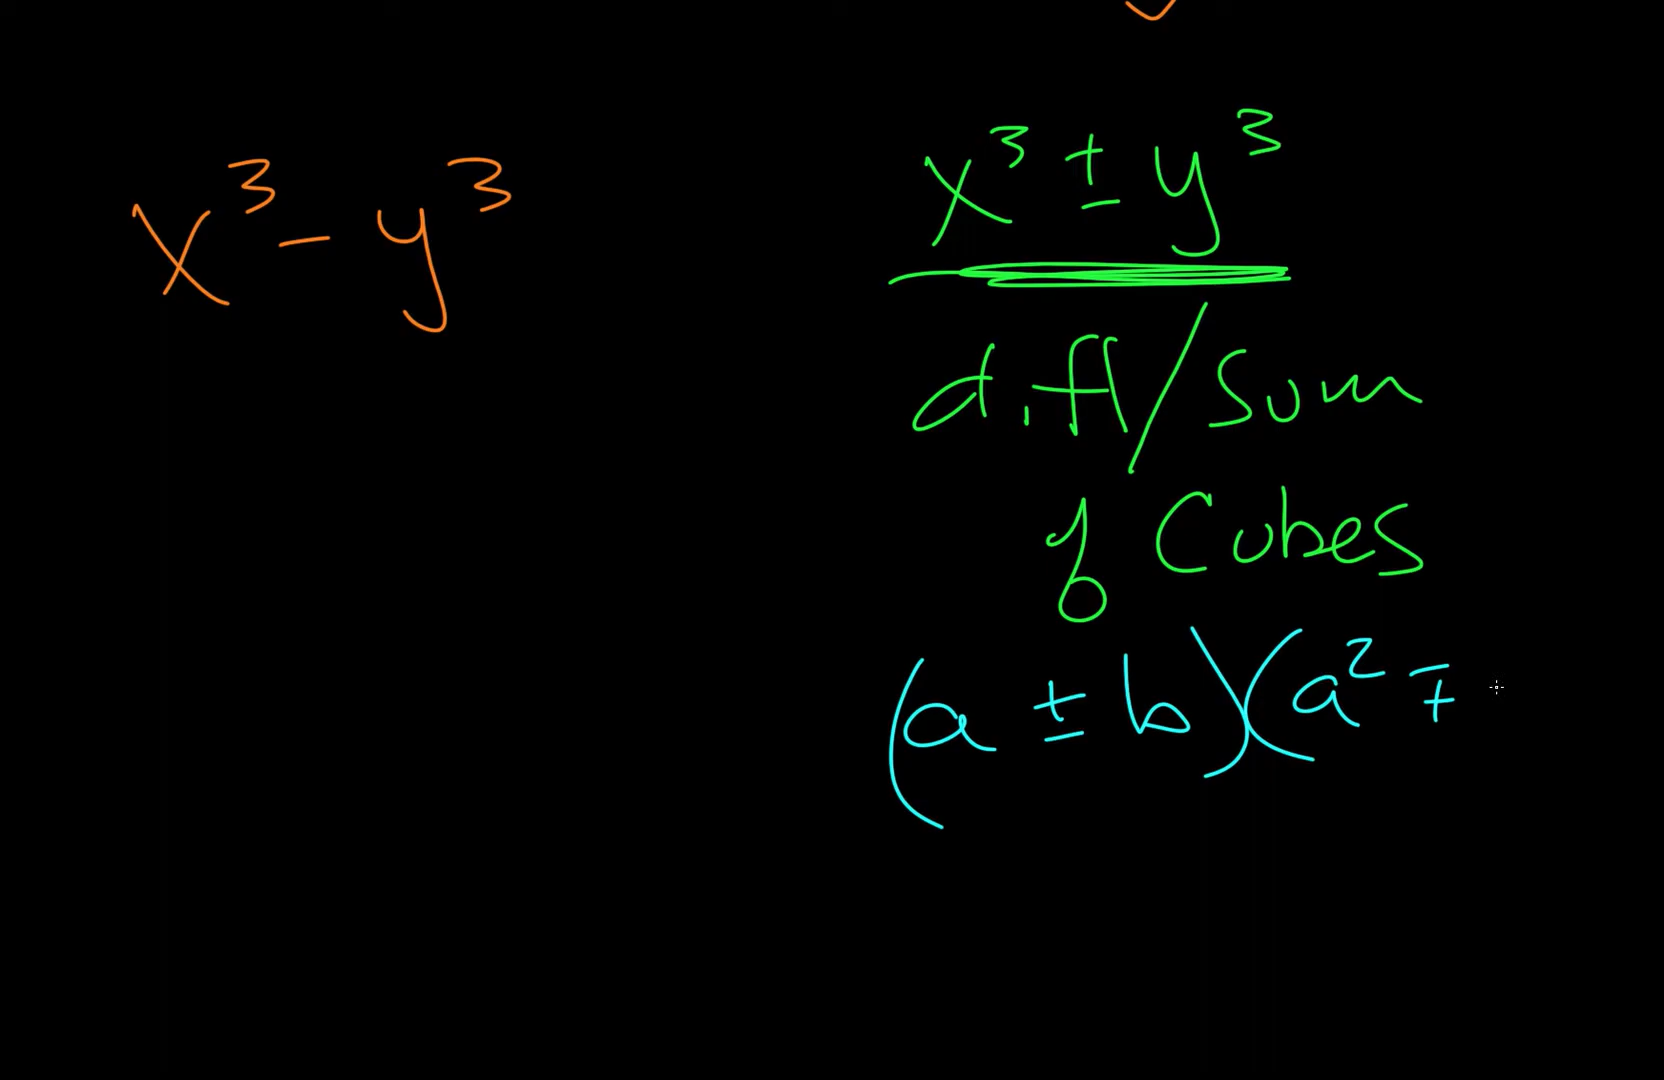 x³ - y³
x³ ± y³
diff/Sum
of Cubes
(a ± b)(a² ∓